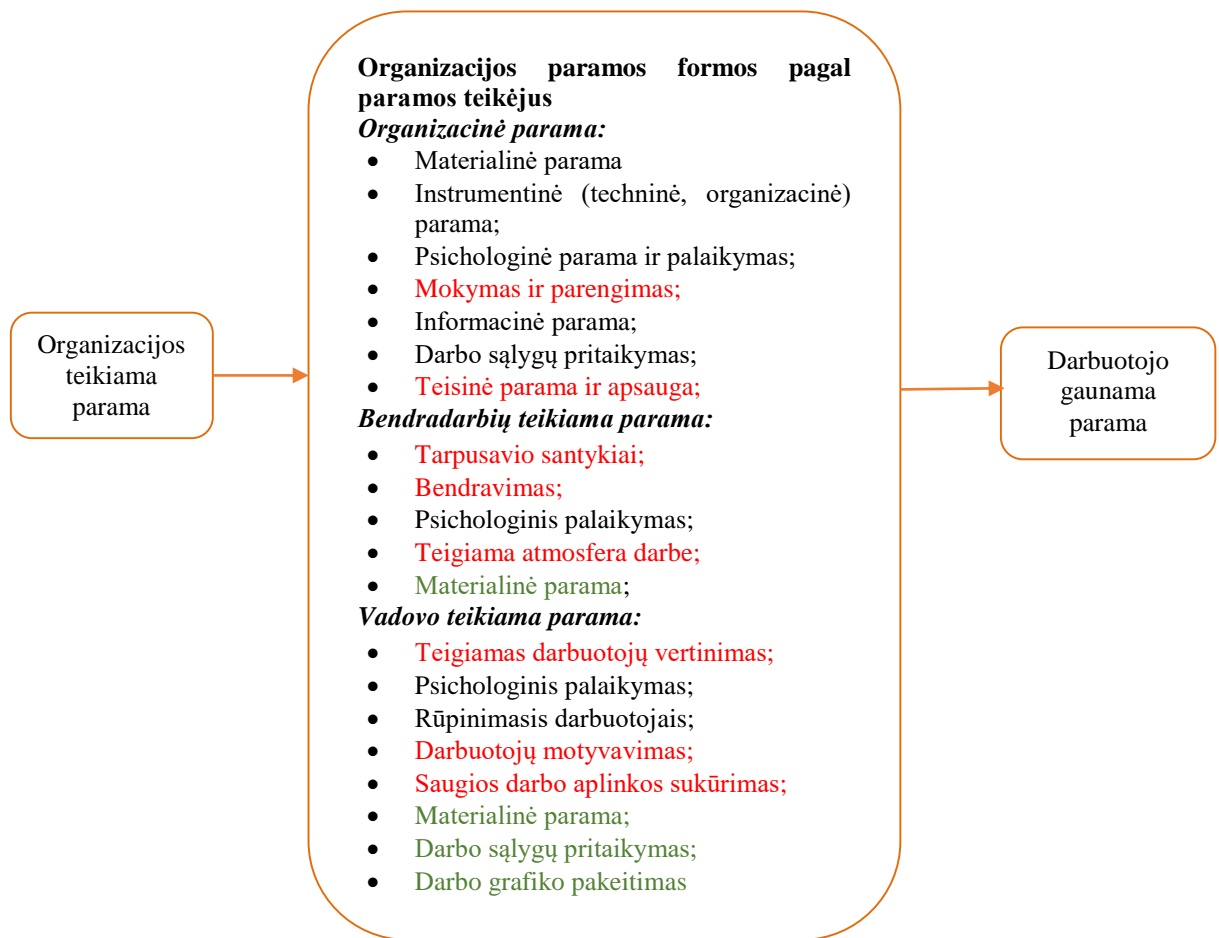 Organizacijos
teikiama
parama
Organizacijos paramos formos pagal
paramos teikėjus
Organizacinė parama:
• Materialinė parama
• Instrumentinė (techninė, organizacinė)
parama;
• Psichologinė parama ir palaikymas;
• Mokymas ir parengimas;
• Informacinė parama;
• Darbo sąlygų pritaikymas;
• Teisinė parama ir apsauga;
Bendradarbių teikiama parama:
• Tarpusavio santykiai;
• Bendravimas;
• Psichologinis palaikymas;
• Teigiama atmosfera darbe;
• Materialinė parama;
Vadovo teikiama parama:
• Teigiamas darbuotojų vertinimas;
• Psichologinis palaikymas;
• Rūpinimasis darbuotojais;
• Darbuotojų motyvavimas;
• Saugios darbo aplinkos sukūrimas;
• Materialinė parama;
• Darbo sąlygų pritaikymas;
• Darbo grafiko pakeitimas
Darbuotojo
gaunama
parama